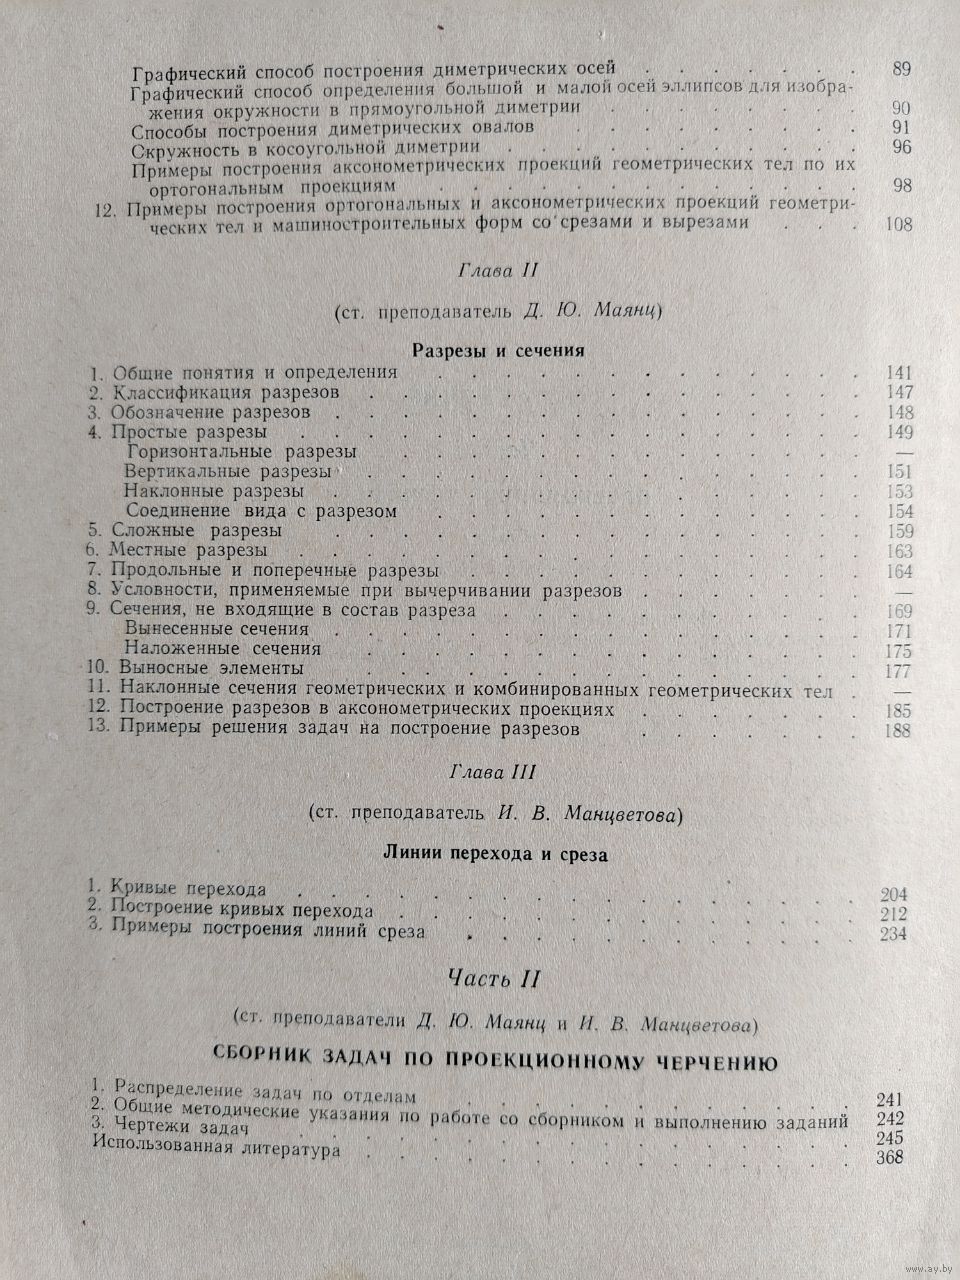 Графический способ построения диметрических осей . . . . . . . 89
Графический способ определения большой и малой осей эллипсов для изобра-
жения окружности в прямоугольной диметрии . . . . . . . 90
Способы построения диметрических овалов . . . . . . . . . 91
Окружность в косоугольной диметрии . . . . . . . . . . . 96
Примеры построения аксонометрических проекций геометрических тел по их
ортогональным проекциям . . . . . . . . . . . . . 98
12. Примеры построения ортогональных и аксонометрических проекций геометри-
ческих тел и машиностроительных форм со срезами и вырезами . . . 108
Глава II
(ст. преподаватель Д. Ю. Маянц)
Разрезы и сечения
1. Общие понятия и определения . . . . . . . . . . . . . 141
2. Классификация разрезов . . . . . . . . . . . . . . . 147
3. Обозначение разрезов . . . . . . . . . . . . . . . . 148
4. Простые разрезы . . . . . . . . . . . . . . . . . 149
Горизонтальные разрезы . . . . . . . . . . . . . . —
Вертикальные разрезы . . . . . . . . . . . . . . . 151
Наклонные разрезы . . . . . . . . . . . . . . . . 153
Соединение вида с разрезом . . . . . . . . . . . . . 154
5. Сложные разрезы . . . . . . . . . . . . . . . . 159
6. Местные разрезы . . . . . . . . . . . . . . . . . 163
7. Продольные и поперечные разрезы . . . . . . . . . . . . 164
8. Условности, применяемые при вычерчивании разрезов . . . . . . . —
9. Сечения, не входящие в состав разреза . . . . . . . . . . . 169
Вынесенные сечения . . . . . . . . . . . . . . . . 171
Наложенные сечения . . . . . . . . . . . . . . . 175
10. Выносные элементы . . . . . . . . . . . . . . . . 177
11. Наклонные сечения геометрических и комбинированных геометрических тел . —
12. Построение разрезов в аксонометрических проекциях . . . . . . . 185
13. Примеры решения задач на построение разрезов . . . . . . . 188
Глава III
(ст. преподаватель И. В. Манцветова)
Линии перехода и среза
1. Кривые перехода . . . . . . . . . . . . . . . . . 204
2. Построение кривых перехода . . . . . . . . . . . . . . 212
3. Примеры построения линий среза . . . . . . . . . . . . 234
Часть II
(ст. преподаватели Д. Ю. Маянц и И. В. Манцветова)
СБОРНИК ЗАДАЧ ПО ПРОЕКЦИОННОМУ ЧЕРЧЕНИЮ
1. Распределение задач по отделам . . . . . . . . . . . . 241
2. Общие методические указания по работе со сборником и выполнению заданий 242
3. Чертежи задач . . . . . . . . . . . . . . . . . 245
Использованная литература . . . . . . . . . . . . . . 368
www.ay.by